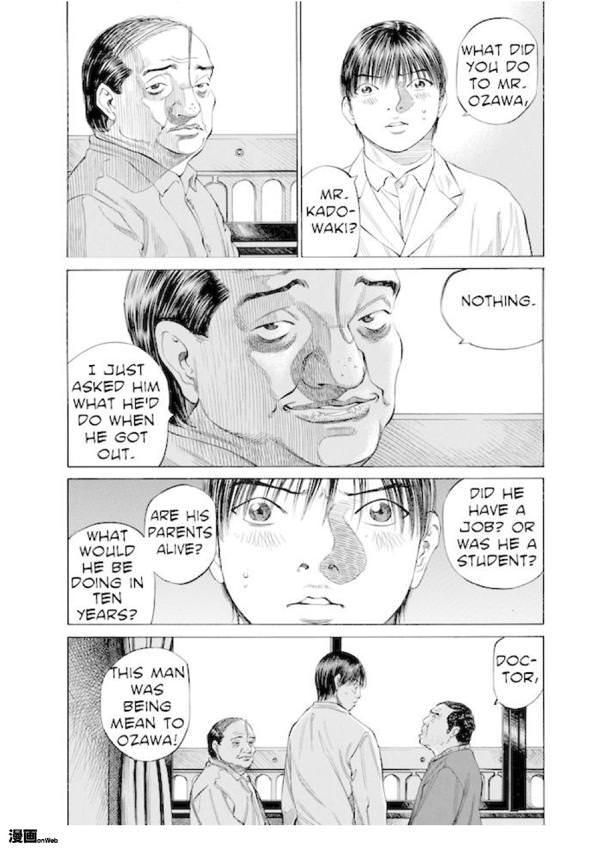 WHAT DID
YOU DO
TO MR.
OZAWA,
MR.
KADO-
WAKI?
NOTHING.
I JUST
ASKED HIM
WHAT HE'D
DO WHEN
HE GOT
OUT.
DID HE
HAVE A
JOB? OR
WAS HE A
STUDENT?
ARE HIS
PARENTS
ALIVE?
WHAT
WOULD
HE BE
DOING IN
TEN
YEARS?
DOC-
TOR,
THIS MAN
WAS
BEING
MEAN TO
OZAWA!
漫画onWeb